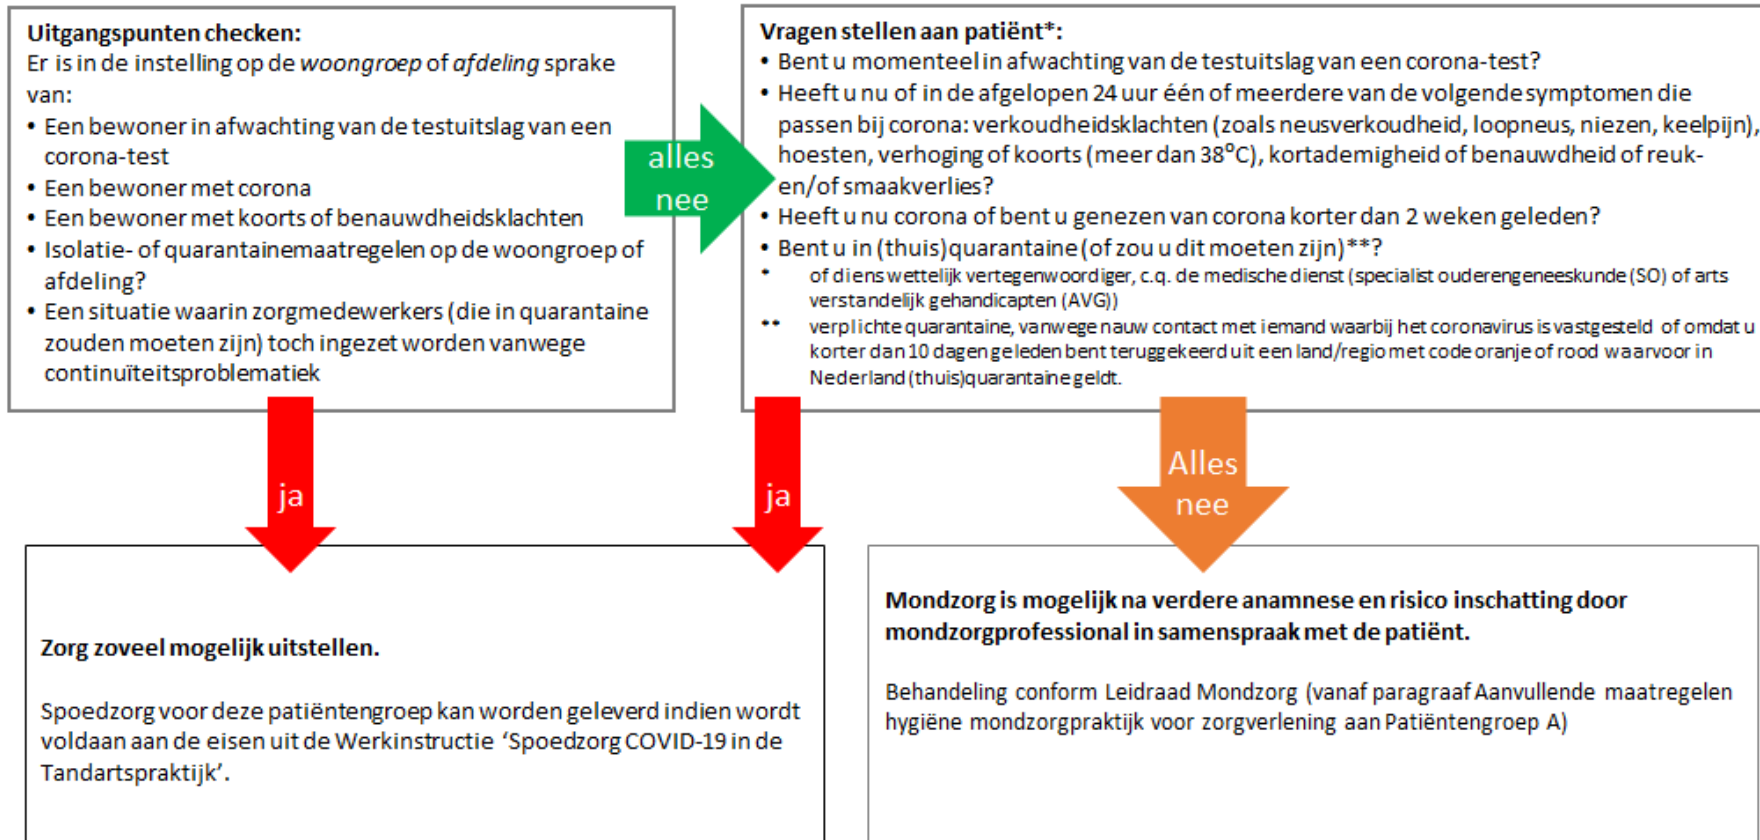 Uitgangspunten checken:
Er is in de instelling op de woongroep of afdeling sprake
van:
• Een bewoner in afwachting van de testuitslag van een
corona-test
• Een bewoner met corona
• Een bewoner met koorts of benauwdheidsklachten
• Isolatie- of quarantainemaatregelen op de woongroep of
afdeling?
• Een situatie waarin zorgmedewerkers (die in quarantaine
zouden moeten zijn) toch ingezet worden vanwege
continuïteitsproblematiek
alles
nee
Vragen stellen aan patiënt*:
• Bent u momenteel in afwachting van de testuitslag van een corona-test?
• Heeft u nu of in de afgelopen 24 uur één of meerdere van de volgende symptomen die
passen bij corona: verkoudheidsklachten (zoals neusverkoudheid, loopneus, niezen, keelpijn),
hoesten, verhoging of koorts (meer dan 38°C), kortademigheid of benauwdheid of reuk-
en/of smaakverlies?
• Heeft u nu corona of bent u genezen van corona korter dan 2 weken geleden?
• Bent u in (thuis)quarantaine (of zou u dit moeten zijn)**?
* of diens wettelijk vertegenwoordiger, c.q. de medische dienst (specialist ouderengeneeskunde (SO) of arts
verstandelijk gehandicapten (AVG))
** verplichte quarantaine, vanwege nauw contact met iemand waarbij het coronavirus is vastgesteld of omdat u
korter dan 10 dagen geleden bent teruggekeerd uit een land/regio met code oranje of rood waarvoor in
Nederland (thuis)quarantaine geldt.
ja
ja
Alles
nee
Zorg zoveel mogelijk uitstellen.
Spoedzorg voor deze patiëntengroep kan worden geleverd indien wordt
voldaan aan de eisen uit de Werkinstructie ‘Spoedzorg COVID-19 in de
Tandartspraktijk’.
Mondzorg is mogelijk na verdere anamnese en risico inschatting door
mondzorgprofessional in samenspraak met de patiënt.
Behandeling conform Leidraad Mondzorg (vanaf paragraaf Aanvullende maatregelen
hygiëne mondzorgpraktijk voor zorgverlening aan Patiëntengroep A)